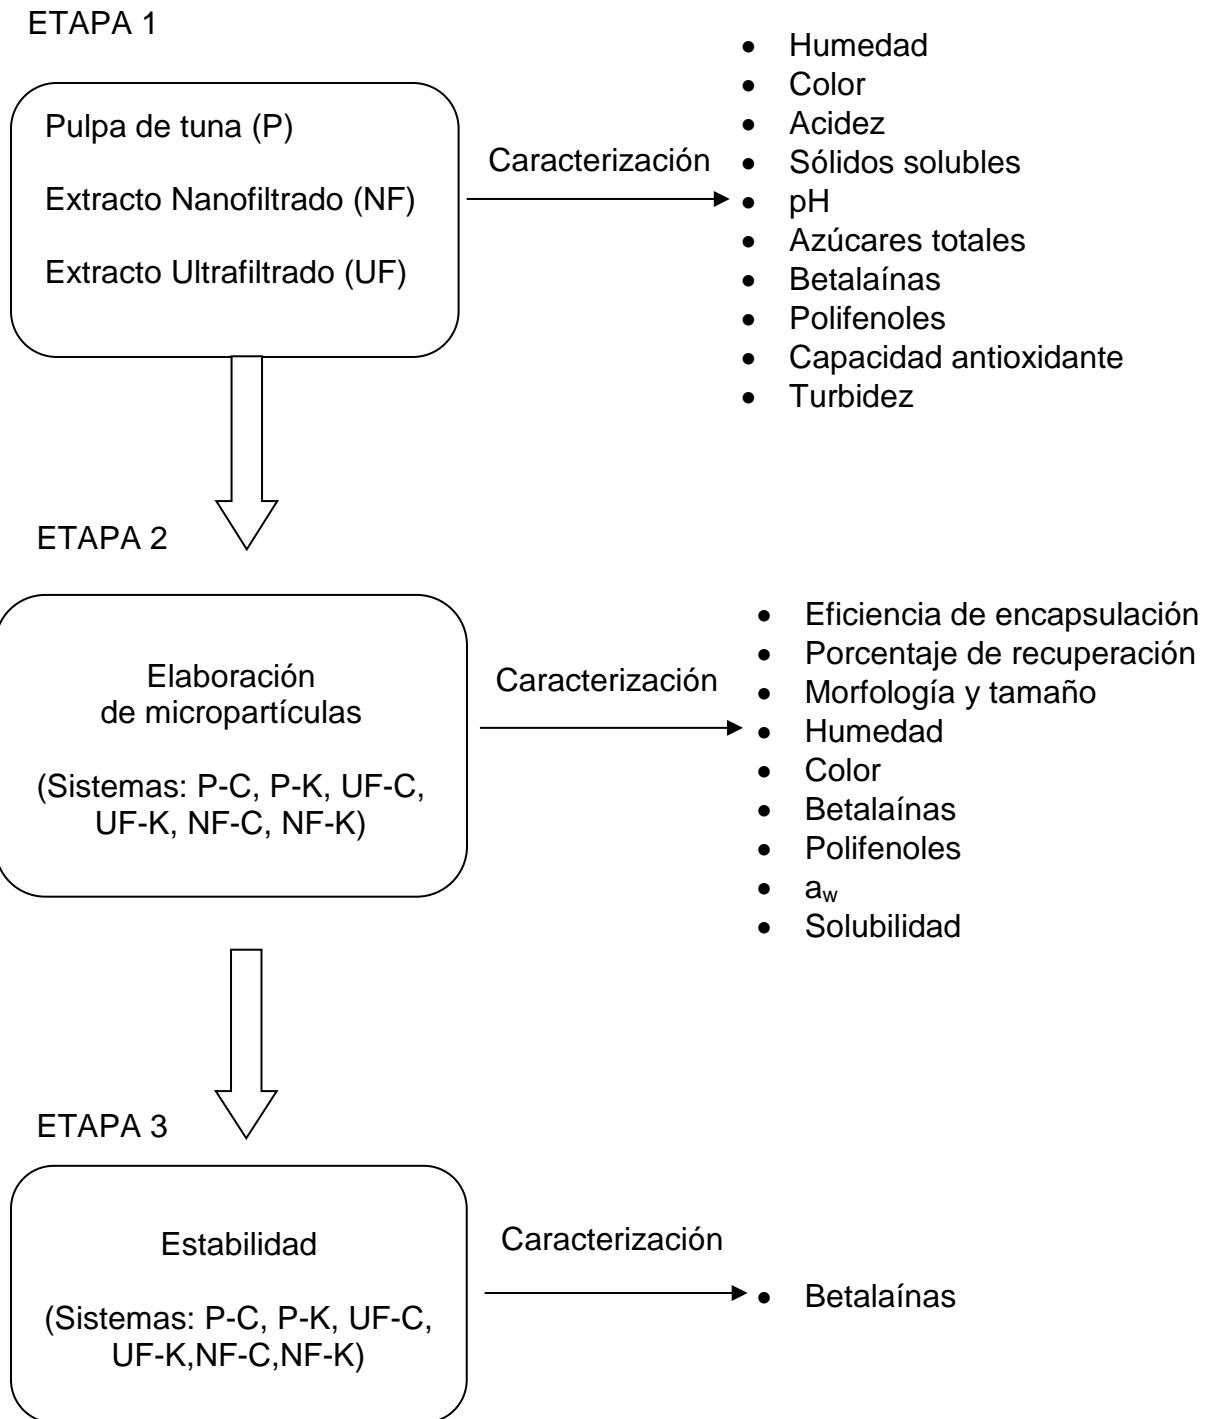 ETAPA 1
Pulpa de tuna (P)
Extracto Nanofiltrado (NF)
Extracto Ultrafiltrado (UF)
Caracterización
• Humedad
• Color
• Acidez
• Sólidos solubles
• pH
• Azúcares totales
• Betalaínas
• Polifenoles
• Capacidad antioxidante
• Turbidez
ETAPA 2
Elaboración
de micropartículas
(Sistemas: P-C, P-K, UF-C,
UF-K, NF-C, NF-K)
Caracterización
• Eficiencia de encapsulación
• Porcentaje de recuperación
• Morfología y tamaño
• Humedad
• Color
• Betalaínas
• Polifenoles
• aw
• Solubilidad
ETAPA 3
Estabilidad
(Sistemas: P-C, P-K, UF-C,
UF-K,NF-C,NF-K)
Caracterización
• Betalaínas